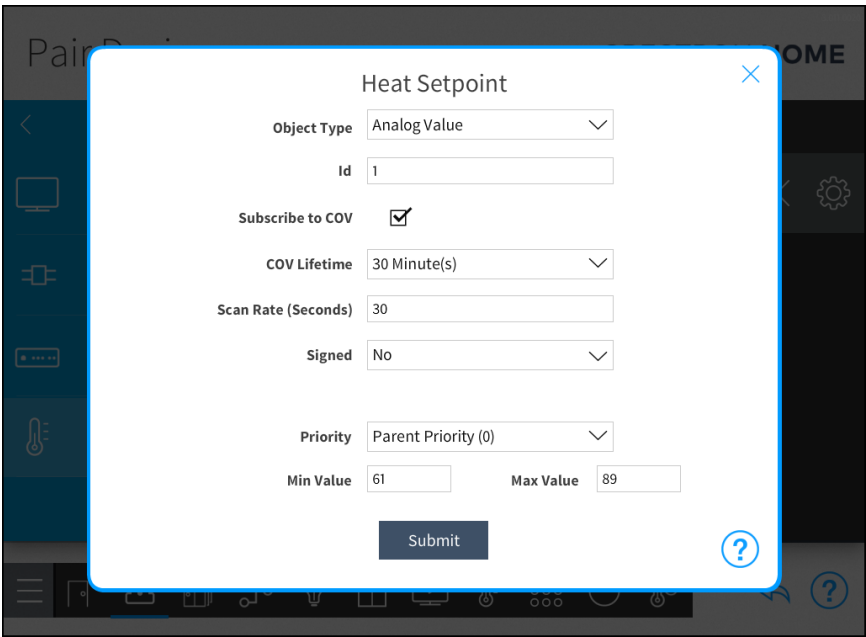 Pair
HOME
Heat Setpoint
Object Type Analog Value
Id 1
Subscribe to COV
COV Lifetime 30 Minute(s)
Scan Rate (Seconds) 30
Signed No
Priority Parent Priority (0)
Min Value 61 Max Value 89
Submit
?
?